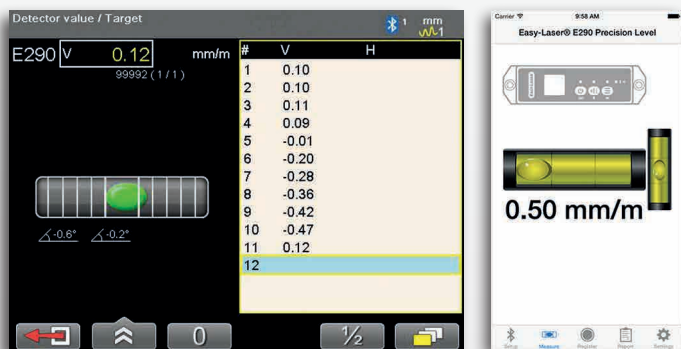 Detector value / Target
1 mm
1
E290 V 0.12 mm/m
99992 (1 / 1)
-0.6° -0.2°
# V H
1 0.10
2 0.10
3 0.11
4 0.09
5 -0.01
6 -0.20
7 -0.28
8 -0.36
9 -0.42
10 -0.47
11 0.12
12
0 ½
Carrier 9:58 AM
Easy-Laser® E290 Precision Level
0.50 mm/m
Setup Measure Register Report Settings